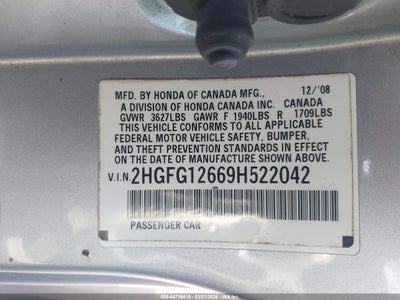 MFD. BY HONDA OF CANADA MFG., 12/'08
A DIVISION OF HONDA CANADA INC. CANADA
GVWR 3627LBS GAWR F 1940LBS R 1709LBS
THIS VEHICLE CONFORMS TO ALL APPLICABLE
FEDERAL MOTOR VEHICLE SAFETY, BUMPER,
AND THEFT PREVENTION STANDARDS IN
EFFECT ON THE DATE OF MANUFACTURE
SHOWN ABOVE.
V.I.N. 2HGFG12669H522042
PASSENGER CAR